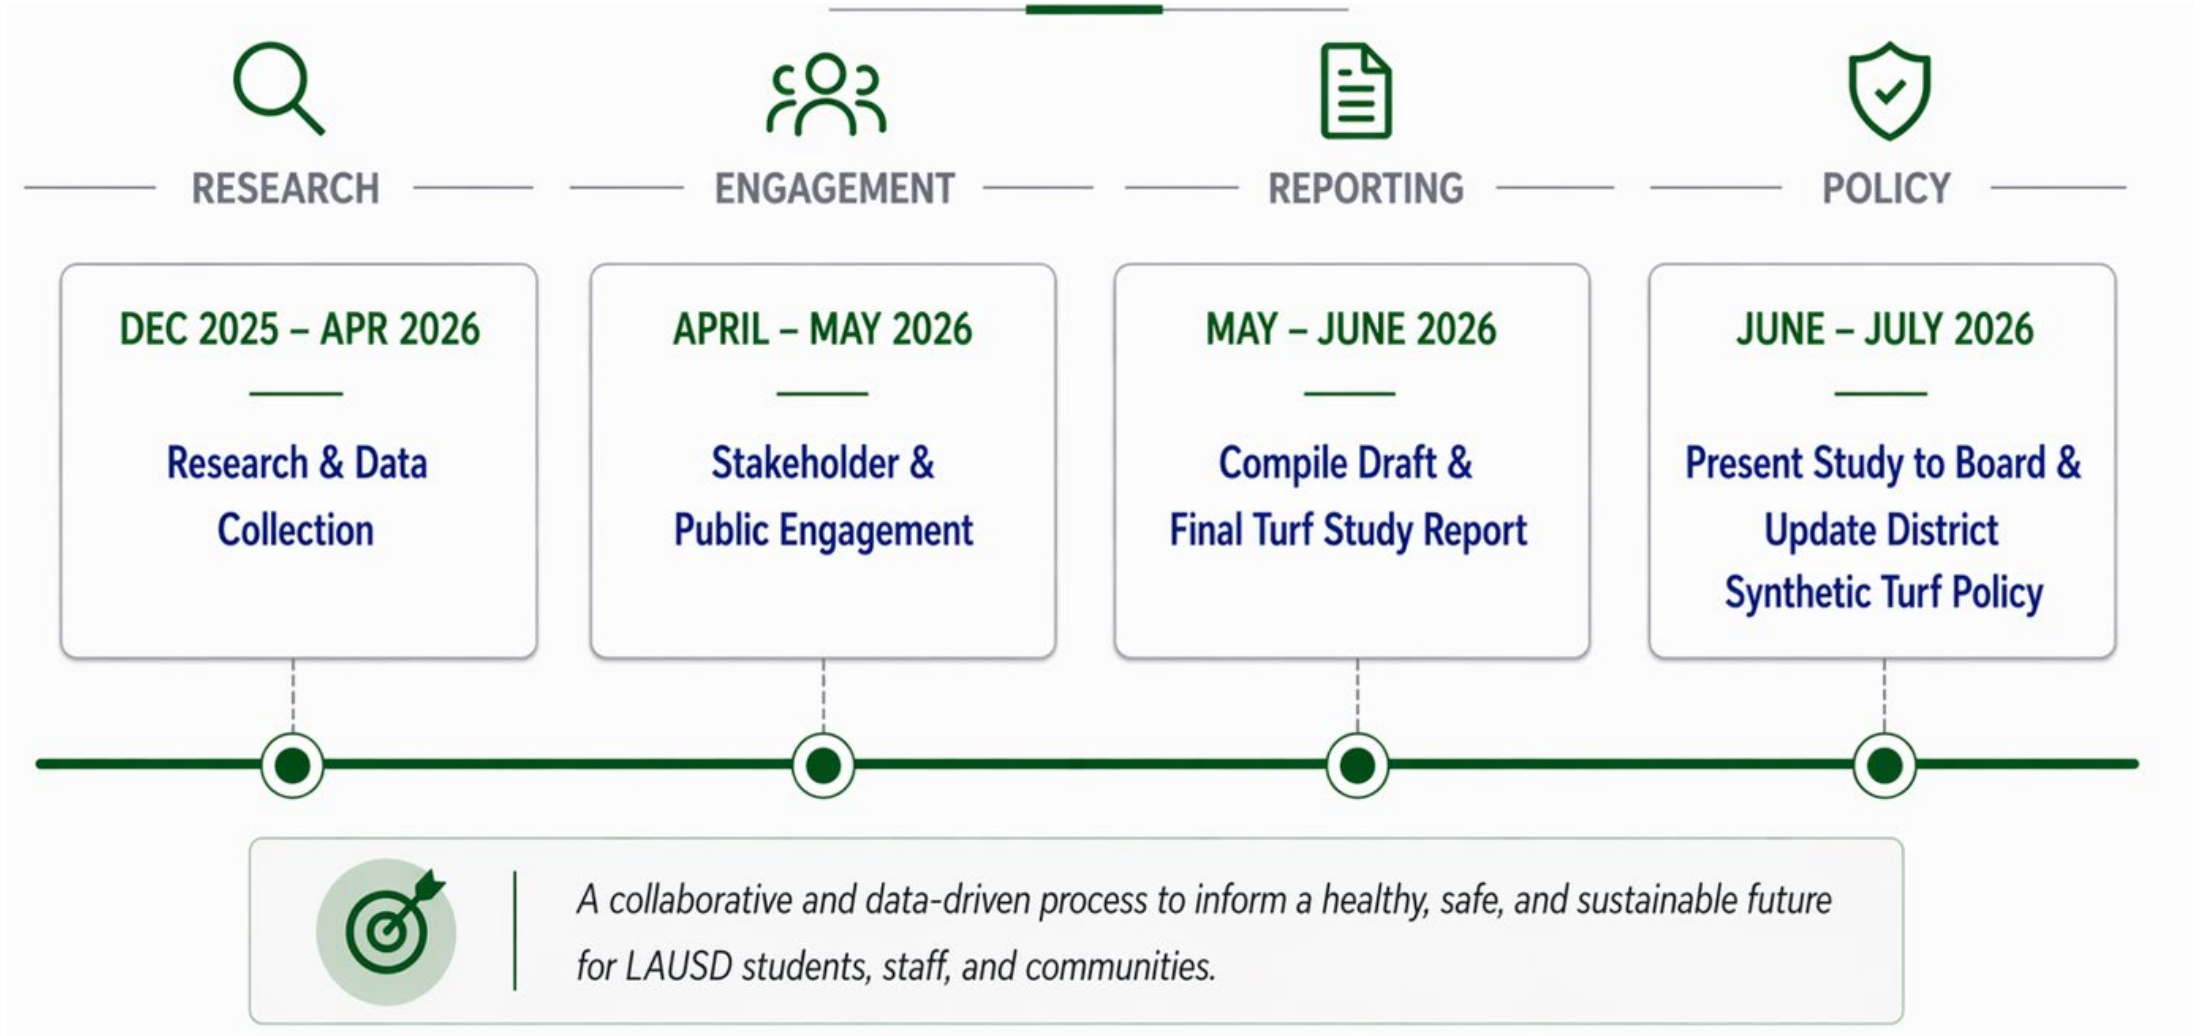 RESEARCH
ENGAGEMENT
REPORTING
POLICY
DEC 2025 – APR 2026
Research & Data
Collection
APRIL – MAY 2026
Stakeholder &
Public Engagement
MAY – JUNE 2026
Compile Draft &
Final Turf Study Report
JUNE – JULY 2026
Present Study to Board &
Update District
Synthetic Turf Policy
A collaborative and data-driven process to inform a healthy, safe, and sustainable future
for LAUSD students, staff, and communities.